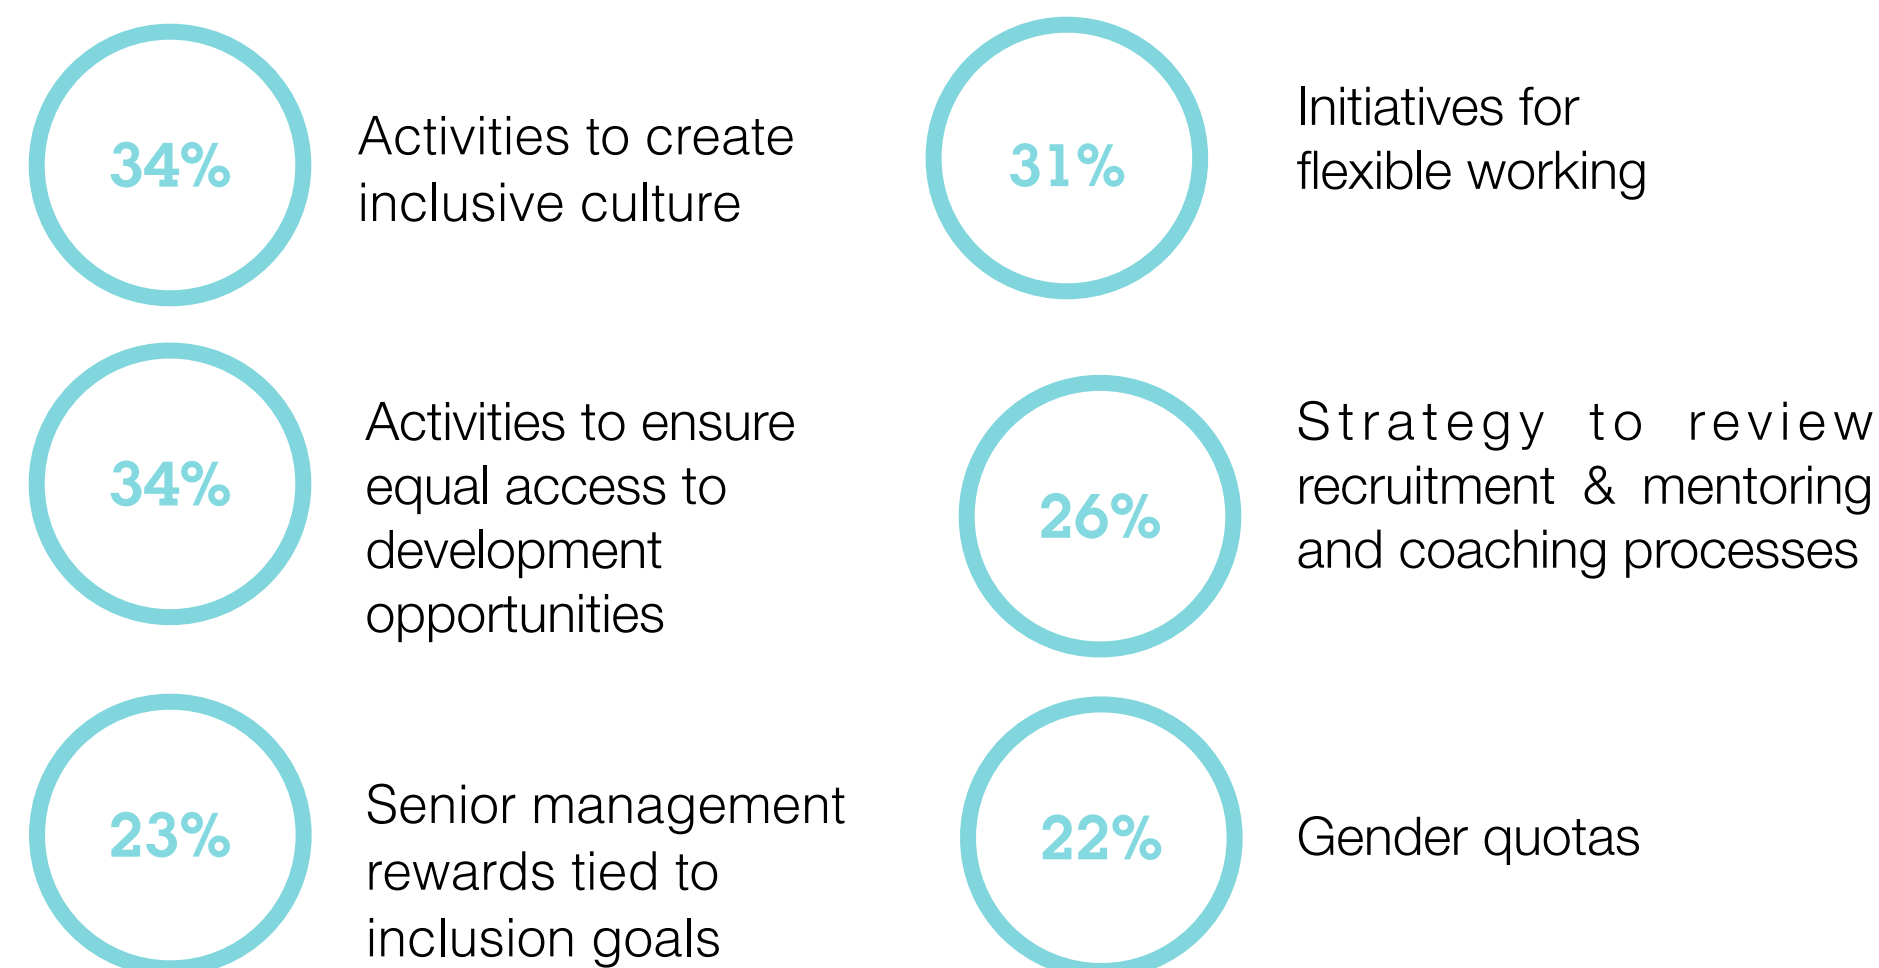 34%
Activities to create
inclusive culture
31%
Initiatives for
flexible working
34%
Activities to ensure
equal access to
development
opportunities
26%
Strategy to review
recruitment & mentoring
and coaching processes
23%
Senior management
rewards tied to
inclusion goals
22%
Gender quotas